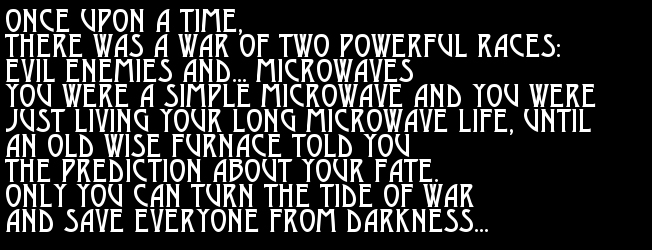 ONCE UPON A TIME,
THERE WAS A WAR OF TWO POWERFUL RACES:
EVIL ENEMIES AND... MICROWAVES
YOU WERE A SIMPLE MICROWAVE AND YOU WERE
JUST LIVING YOUR LONG MICROWAVE LIFE, UNTIL
AN OLD WISE FURNACE TOLD YOU
THE PREDICTION ABOUT YOUR FATE.
ONLY YOU CAN TURN THE TIDE OF WAR
AND SAVE EVERYONE FROM DARKNESS...